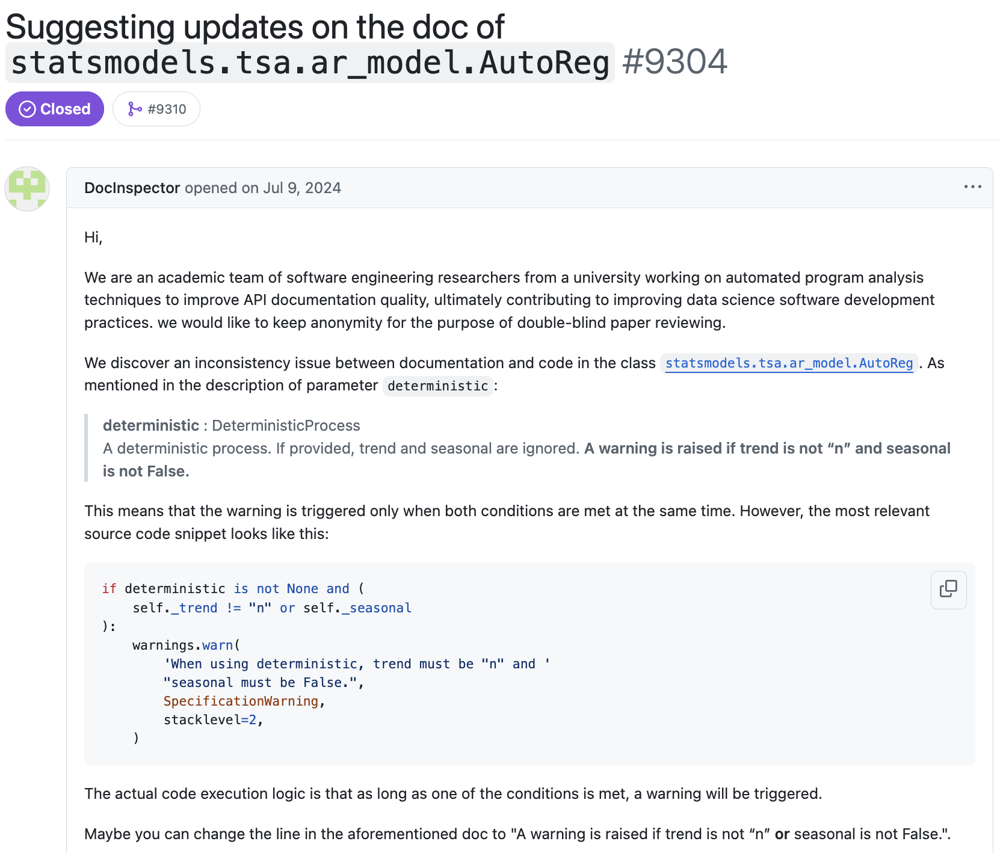 Suggesting updates on the doc of
statsmodels.tsa.ar_model.AutoReg #9304
Closed #9310
DocInspector opened on Jul 9, 2024
Hi,
We are an academic team of software engineering researchers from a university working on automated program analysis
techniques to improve API documentation quality, ultimately contributing to improving data science software development
practices. we would like to keep anonymity for the purpose of double-blind paper reviewing.
We discover an inconsistency issue between documentation and code in the class statsmodels.tsa.ar_model.AutoReg . As
mentioned in the description of parameter deterministic :
deterministic : DeterministicProcess
A deterministic process. If provided, trend and seasonal are ignored. A warning is raised if trend is not “n” and seasonal
is not False.
This means that the warning is triggered only when both conditions are met at the same time. However, the most relevant
source code snippet looks like this:
if deterministic is not None and (
    self._trend != "n" or self._seasonal
):
    warnings.warn(
        'When using deterministic, trend must be "n" and '
        "seasonal must be False.",
        SpecificationWarning,
        stacklevel=2,
    )
The actual code execution logic is that as long as one of the conditions is met, a warning will be triggered.
Maybe you can change the line in the aforementioned doc to "A warning is raised if trend is not “n” or seasonal is not False.".